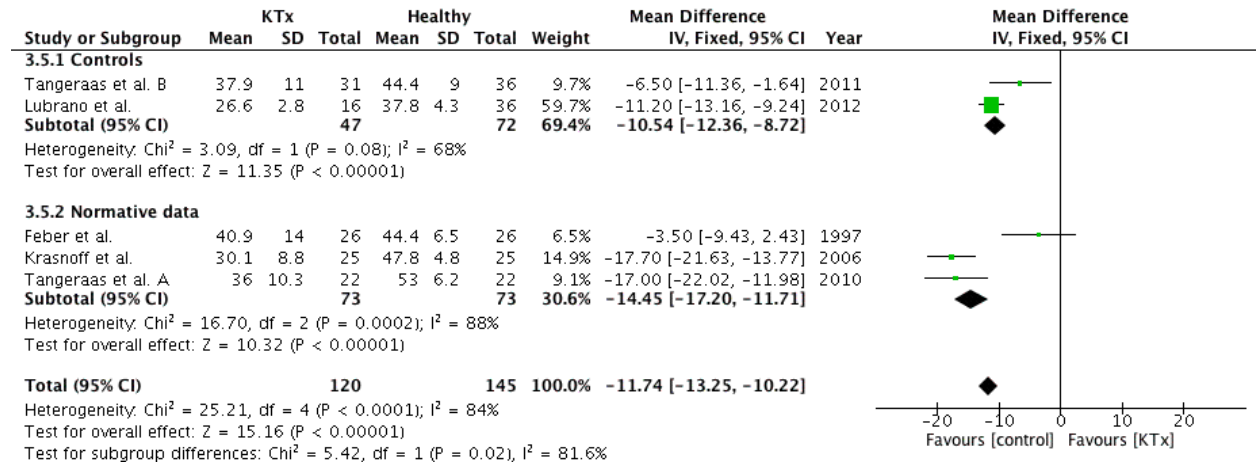 KTx Healthy Mean Difference Mean Difference
Study or Subgroup Mean SD Total Mean SD Total Weight IV, Fixed, 95% CI Year IV, Fixed, 95% CI
3.5.1 Controls
Tangeraas et al. B 37.9 11 31 44.4 9 36 9.7% -6.50 [-11.36, -1.64] 2011
Lubrano et al. 26.6 2.8 16 37.8 4.3 36 59.7% -11.20 [-13.16, -9.24] 2012
Subtotal (95% CI) 47 72 69.4% -10.54 [-12.36, -8.72]
Heterogeneity: Chi² = 3.09, df = 1 (P = 0.08); I² = 68%
Test for overall effect: Z = 11.35 (P < 0.00001)
3.5.2 Normative data
Feber et al. 40.9 14 26 44.4 6.5 26 6.5% -3.50 [-9.43, 2.43] 1997
Krasnoff et al. 30.1 8.8 25 47.8 4.8 25 14.9% -17.70 [-21.63, -13.77] 2006
Tangeraas et al. A 36 10.3 22 53 6.2 22 9.1% -17.00 [-22.02, -11.98] 2010
Subtotal (95% CI) 73 73 30.6% -14.45 [-17.20, -11.71]
Heterogeneity: Chi² = 16.70, df = 2 (P = 0.0002); I² = 88%
Test for overall effect: Z = 10.32 (P < 0.00001)
Total (95% CI) 120 145 100.0% -11.74 [-13.25, -10.22]
Heterogeneity: Chi² = 25.21, df = 4 (P < 0.0001); I² = 84%
Test for overall effect: Z = 15.16 (P < 0.00001)
Test for subgroup differences: Chi² = 5.42, df = 1 (P = 0.02), I² = 81.6%
-20 -10 0 10 20
Favours [control] Favours [KTx]